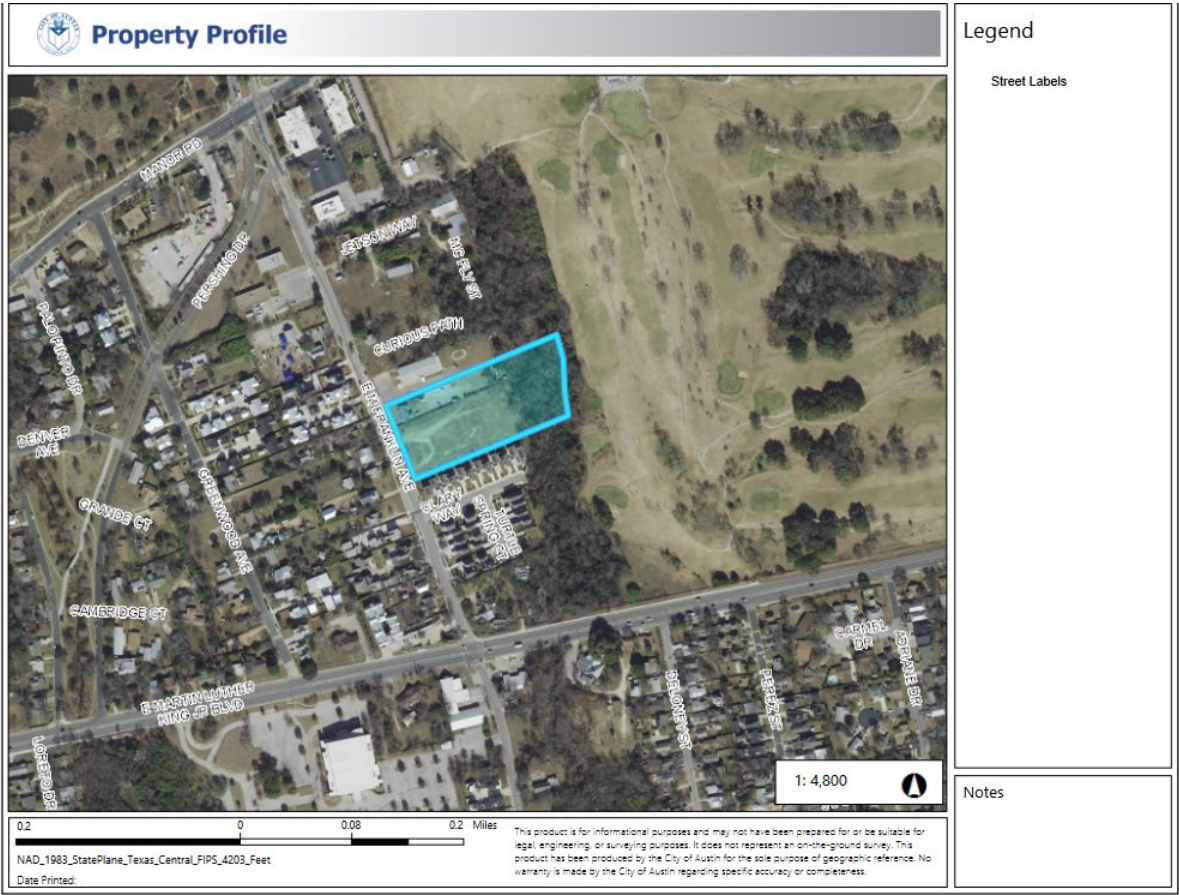 Property Profile
Legend
Street Labels
MANOR RD
JETSON WAY
MC FLY ST
PERSHING DR
PALO PINTO DR
CURIOUS PATH
E M FRANKLIN AVE
DENVER
AVE
GREENWOOD AVE
GRANDE CT
CLARY
WAY
TURTLE
SPRING CT
CAMBRIDGE CT
CARMEL
DR
ADRIANE DR
DELONEY ST
PEREZ ST
E MARTIN LUTHER
KING JR BLVD
LORETO DR
1: 4,800
Notes
0.2
0
0.08
0.2 Miles
NAD_1983_StatePlane_Texas_Central_FIPS_4203_Feet
Date Printed:
This product is for informational purposes and may not have been prepared for or be suitable for
legal, engineering, or surveying purposes. It does not represent an on-the-ground survey. This
product has been produced by the City of Austin for the sole purpose of geographic reference. No
warranty is made by the City of Austin regarding specific accuracy or completeness.